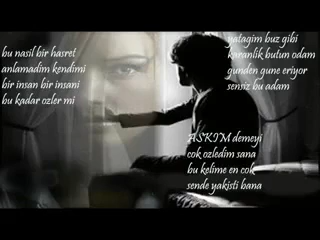 bu nasil bir hasret
anlamadim kendimi
bir insan bir insani
bu kadar ozler mi
yatagim buz gibi
karanlik butun odam
gunden gune eriyor
sensiz bu adam
ASKIM demeyi
cok ozledim sana
bu kelime en cok
sende yakisti bana